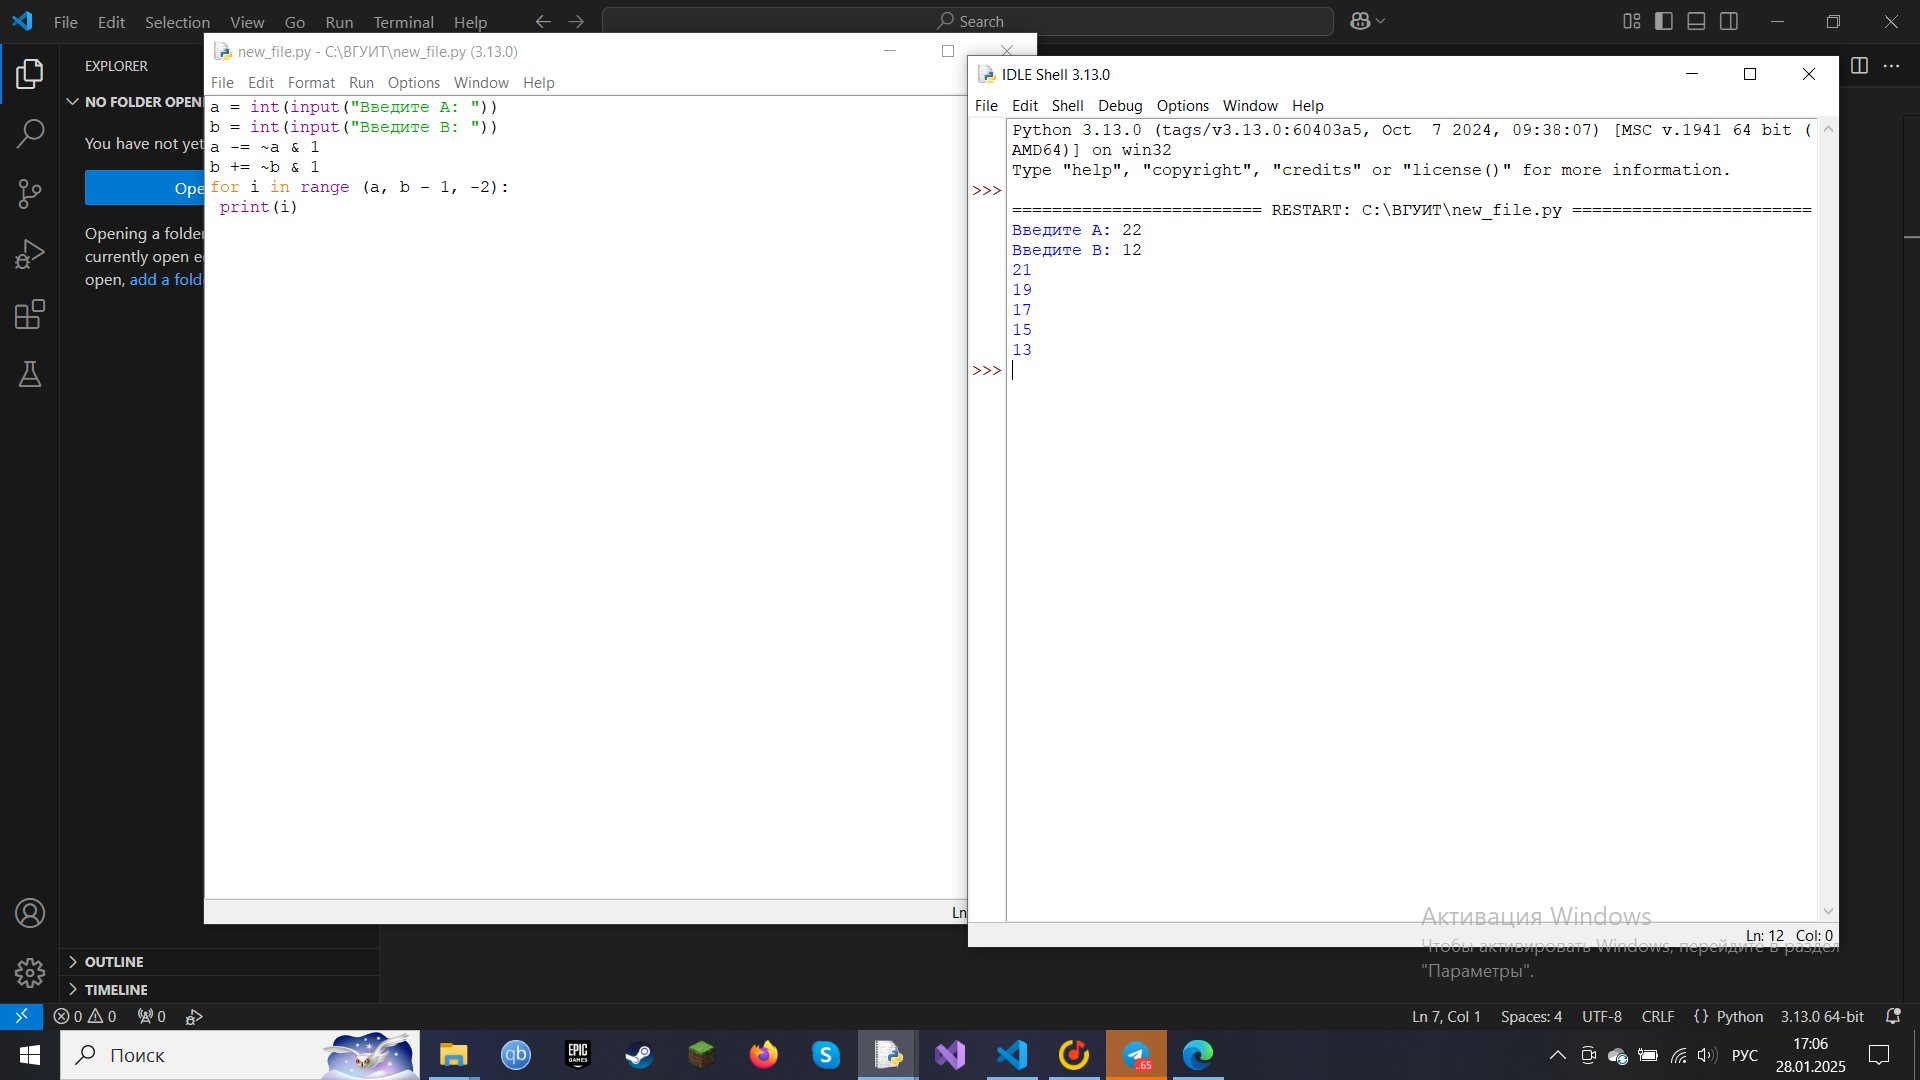 File Edit Selection View Go Run Terminal Help
Search
EXPLORER
NO FOLDER OPEN
You have not yet
Ope
Opening a folder
currently open e
open, add a fold
OUTLINE
TIMELINE
new_file.py - C:\ВГУИТ\new_file.py (3.13.0)
File Edit Format Run Options Window Help
a = int(input("Введите A: "))
b = int(input("Введите B: "))
a -= ~a & 1
b += ~b & 1
for i in range (a, b - 1, -2):
 print(i)
Ln
IDLE Shell 3.13.0
File Edit Shell Debug Options Window Help
Python 3.13.0 (tags/v3.13.0:60403a5, Oct  7 2024, 09:38:07) [MSC v.1941 64 bit (
AMD64)] on win32
Type "help", "copyright", "credits" or "license()" for more information.
>>>
========================= RESTART: C:\ВГУИТ\new_file.py ========================
Введите A: 22
Введите B: 12
21
19
17
15
13
>>>
Активация Windows
Чтобы активировать Windows, перейдите в раздел
"Параметры".
Ln: 12 Col: 0
0 0 0
Ln 7, Col 1 Spaces: 4 UTF-8 CRLF {} Python 3.13.0 64-bit
Поиск
qb
EPIC GAMES
S
..65
РУС
17:06
28.01.2025